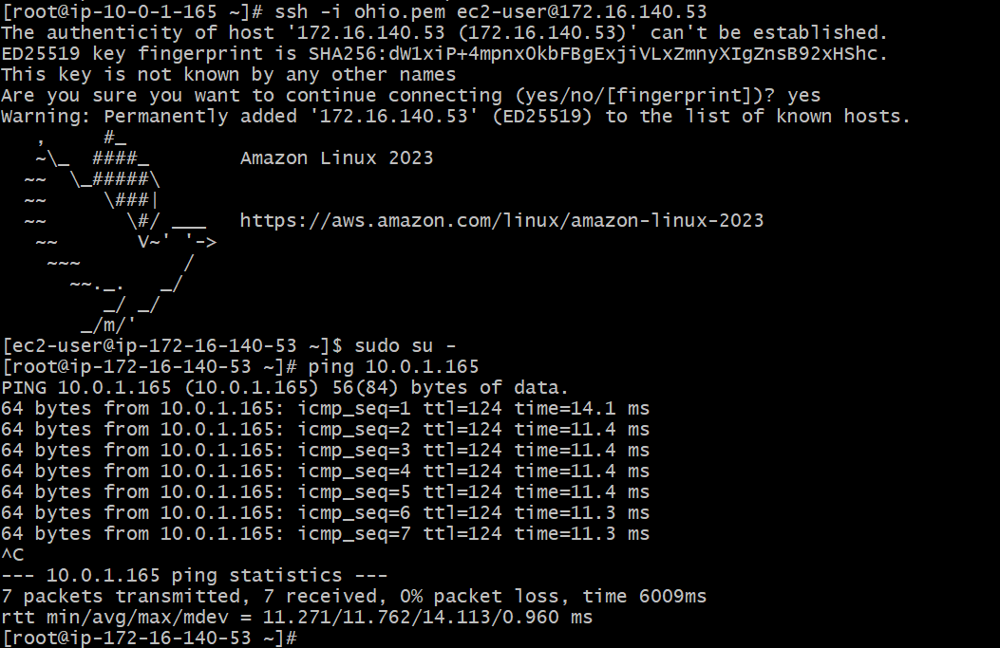 [root@ip-10-0-1-165 ~]# ssh -i ohio.pem ec2-user@172.16.140.53
The authenticity of host '172.16.140.53 (172.16.140.53)' can't be established.
ED25519 key fingerprint is SHA256:dW1xiP+4mpnxOkbFBgExjiVLxZmnyXIgZnsB92xHShc.
This key is not known by any other names
Are you sure you want to continue connecting (yes/no/[fingerprint])? yes
Warning: Permanently added '172.16.140.53' (ED25519) to the list of known hosts.
   ,     #_
   ~\_  ####_        Amazon Linux 2023
  ~~  \_#####\
  ~~     \###|
  ~~       \#/ ___   https://aws.amazon.com/linux/amazon-linux-2023
   ~~       V~' '->
    ~~~         /
      ~~._.   _/
         _/ _/
       _/m/'
[ec2-user@ip-172-16-140-53 ~]$ sudo su -
[root@ip-172-16-140-53 ~]# ping 10.0.1.165
PING 10.0.1.165 (10.0.1.165) 56(84) bytes of data.
64 bytes from 10.0.1.165: icmp_seq=1 ttl=124 time=14.1 ms
64 bytes from 10.0.1.165: icmp_seq=2 ttl=124 time=11.4 ms
64 bytes from 10.0.1.165: icmp_seq=3 ttl=124 time=11.4 ms
64 bytes from 10.0.1.165: icmp_seq=4 ttl=124 time=11.4 ms
64 bytes from 10.0.1.165: icmp_seq=5 ttl=124 time=11.4 ms
64 bytes from 10.0.1.165: icmp_seq=6 ttl=124 time=11.3 ms
64 bytes from 10.0.1.165: icmp_seq=7 ttl=124 time=11.3 ms
^C
--- 10.0.1.165 ping statistics ---
7 packets transmitted, 7 received, 0% packet loss, time 6009ms
rtt min/avg/max/mdev = 11.271/11.762/14.113/0.960 ms
[root@ip-172-16-140-53 ~]#